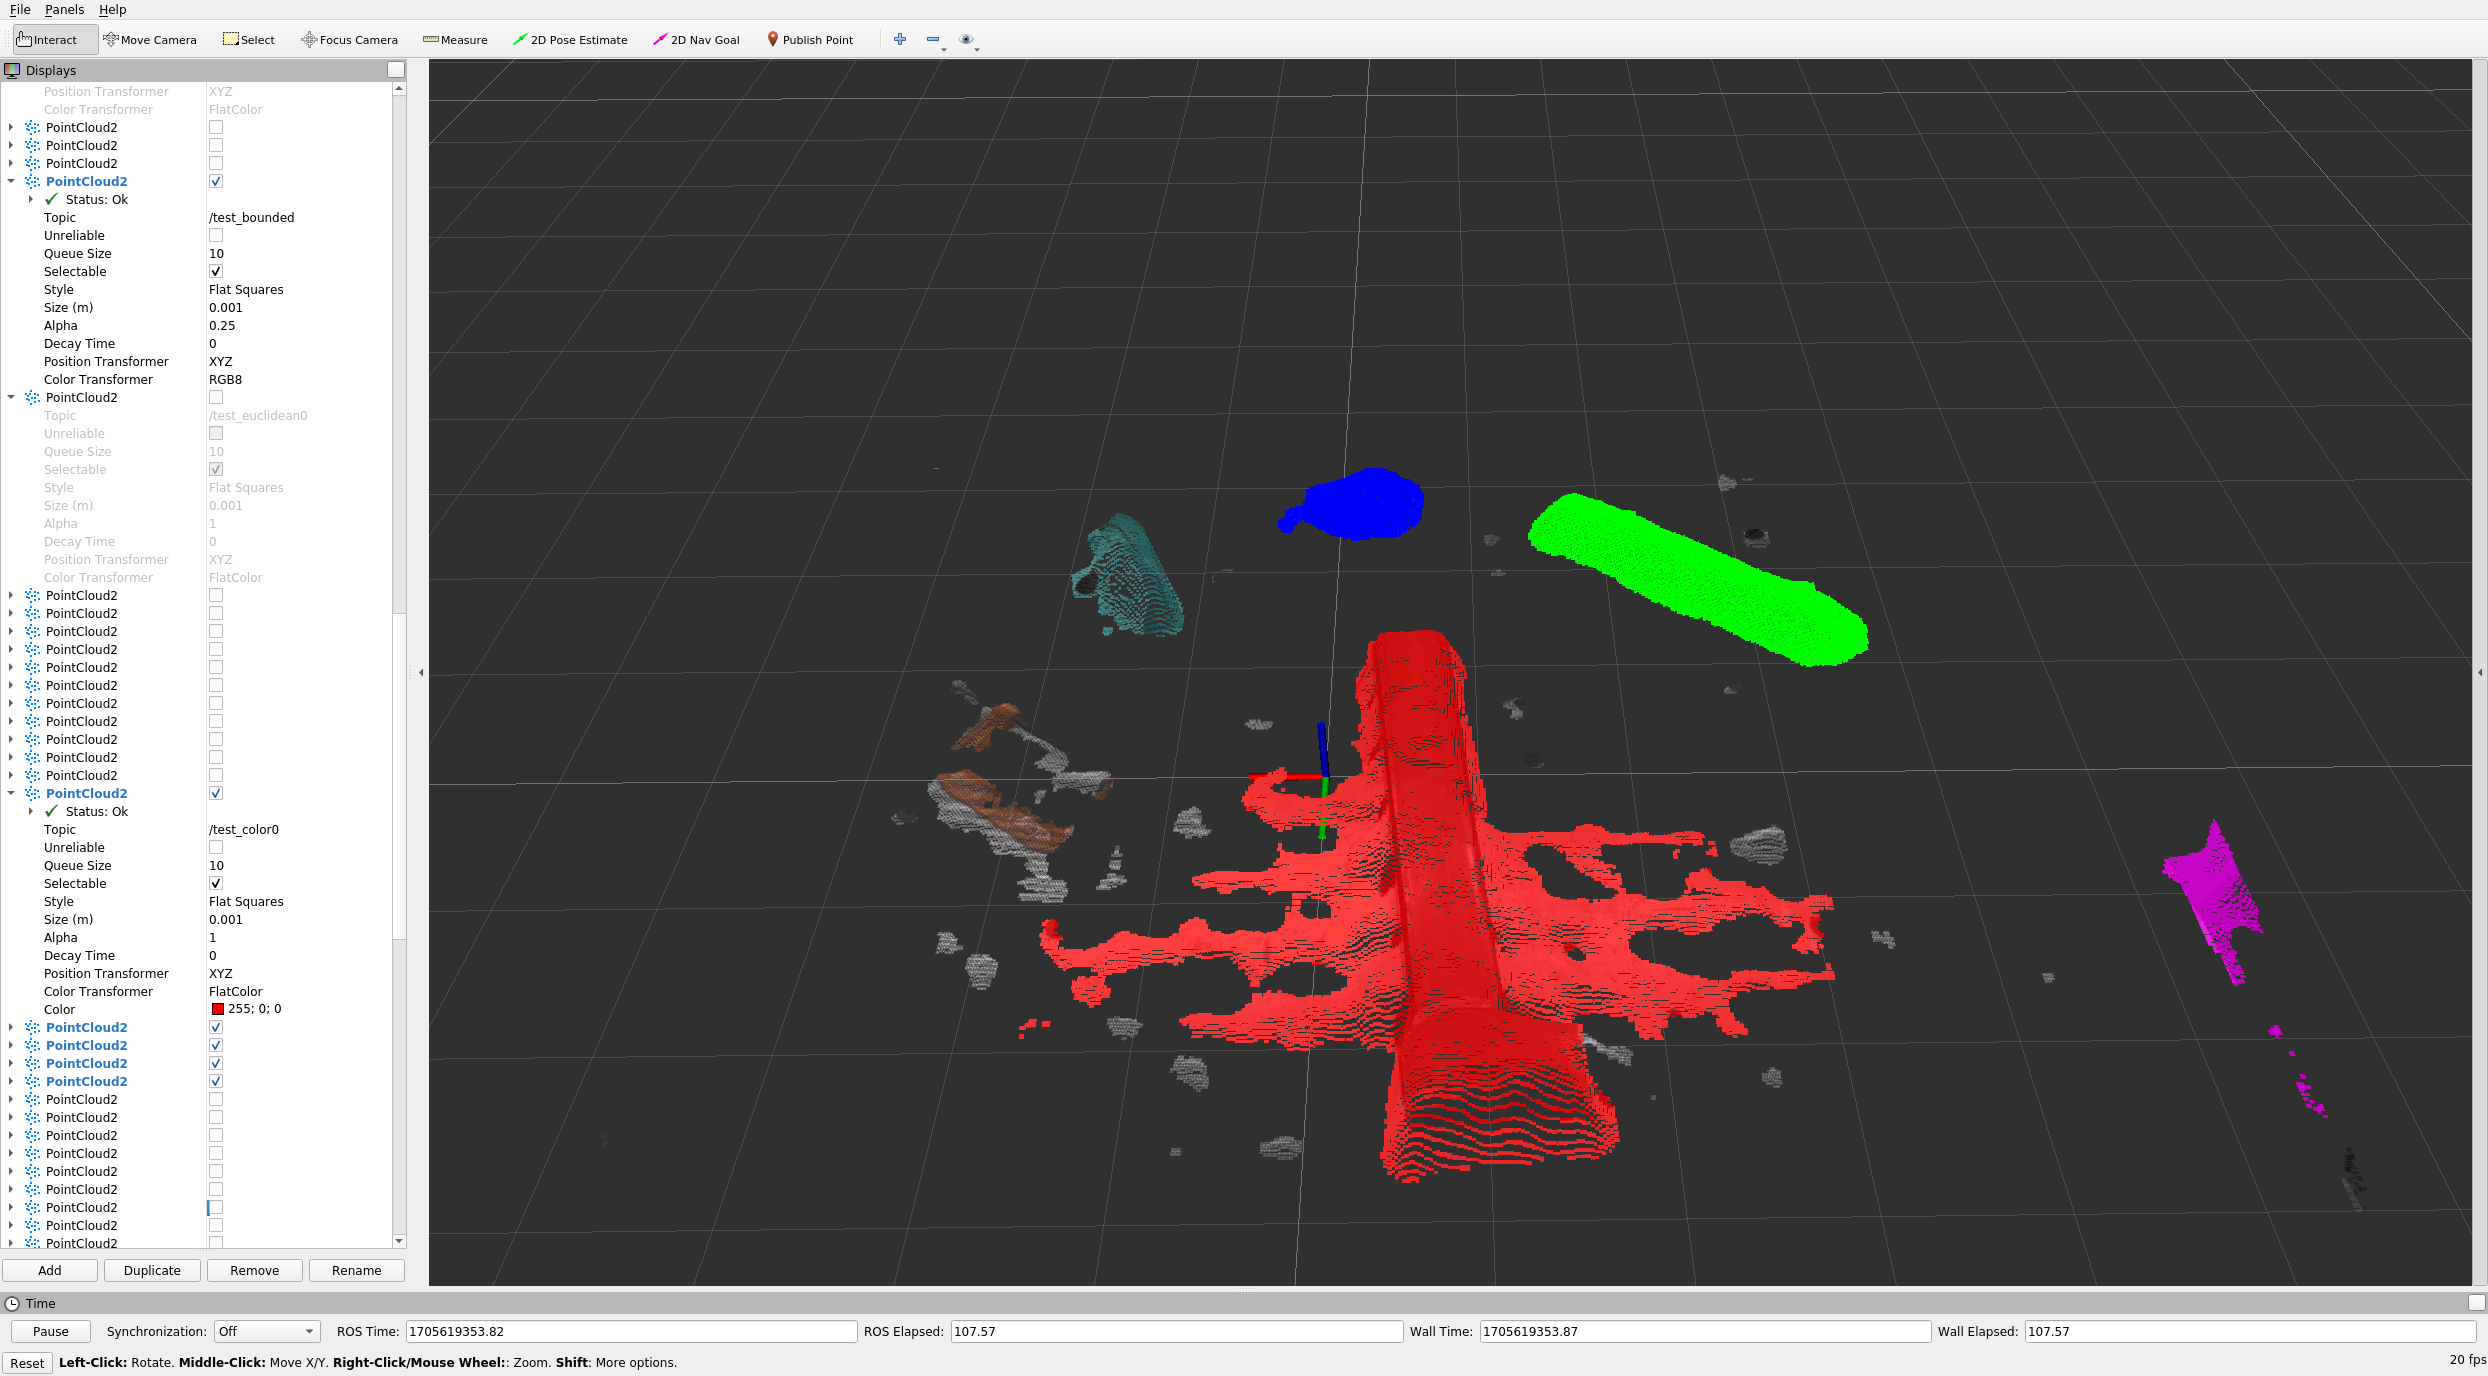 File Panels Help
Interact Move Camera Select Focus Camera Measure 2D Pose Estimate 2D Nav Goal Publish Point
Displays
Position Transformer XYZ
Color Transformer FlatColor
PointCloud2
PointCloud2
PointCloud2
PointCloud2
Status: Ok
Topic /test_bounded
Unreliable
Queue Size 10
Selectable
Style Flat Squares
Size (m) 0.001
Alpha 0.25
Decay Time 0
Position Transformer XYZ
Color Transformer RGB8
PointCloud2
Topic /test_euclidean0
Unreliable
Queue Size 10
Selectable
Style Flat Squares
Size (m) 0.001
Alpha 1
Decay Time 0
Position Transformer XYZ
Color Transformer FlatColor
PointCloud2
PointCloud2
PointCloud2
PointCloud2
PointCloud2
PointCloud2
PointCloud2
PointCloud2
PointCloud2
PointCloud2
PointCloud2
PointCloud2
Status: Ok
Topic /test_color0
Unreliable
Queue Size 10
Selectable
Style Flat Squares
Size (m) 0.001
Alpha 1
Decay Time 0
Position Transformer XYZ
Color Transformer FlatColor
Color 255; 0; 0
PointCloud2
PointCloud2
PointCloud2
PointCloud2
PointCloud2
PointCloud2
PointCloud2
PointCloud2
PointCloud2
PointCloud2
PointCloud2
PointCloud2
PointCloud2
Add Duplicate Remove Rename
Time
Pause Synchronization: Off ROS Time: 1705619353.82 ROS Elapsed: 107.57 Wall Time: 1705619353.87 Wall Elapsed: 107.57
Reset Left-Click: Rotate. Middle-Click: Move X/Y. Right-Click/Mouse Wheel:: Zoom. Shift: More options. 20 fps